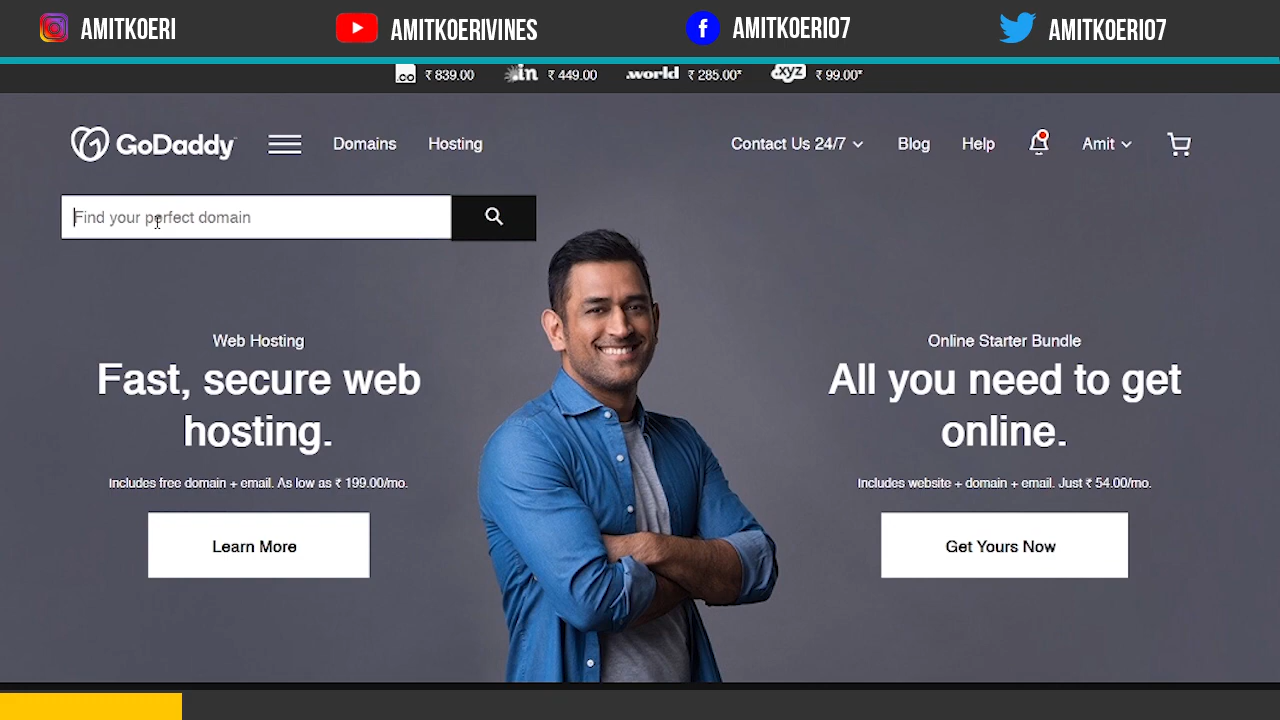 AMITKOERI AMITKOERIVINES AMITKOERI07 AMITKOERI07
.co ₹ 839.00 .in ₹ 449.00 .world ₹ 285.00* .xyz ₹ 99.00*
GoDaddy Domains Hosting Contact Us 24/7 Blog Help Amit
Find your perfect domain
Web Hosting
Fast, secure web
hosting.
Includes free domain + email. As low as ₹ 199.00/mo.
Learn More
Online Starter Bundle
All you need to get
online.
Includes website + domain + email. Just ₹ 54.00/mo.
Get Yours Now